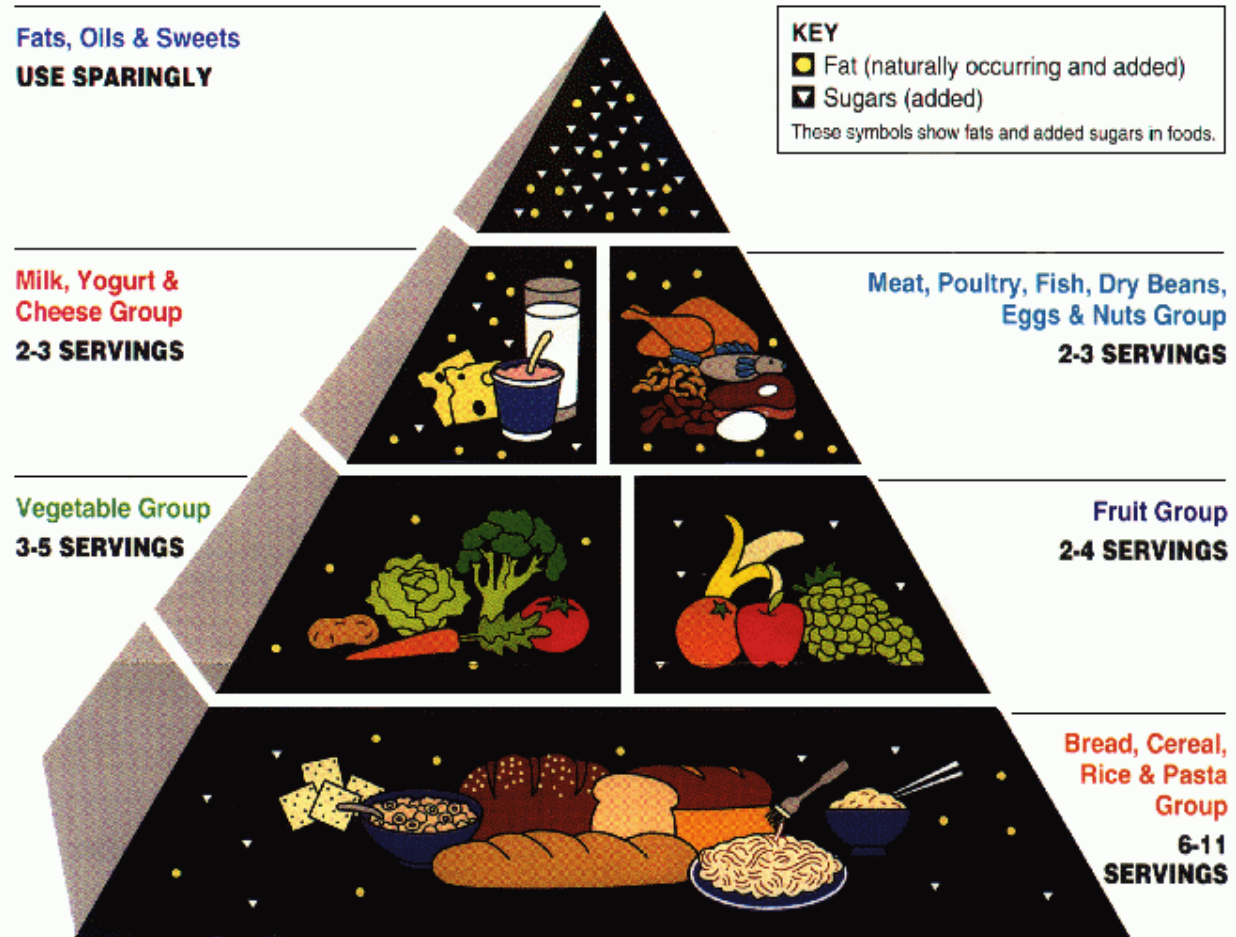 Fats, Oils & Sweets
USE SPARINGLY
KEY
Fat (naturally occurring and added)
Sugars (added)
These symbols show fats and added sugars in foods.
Milk, Yogurt &
Cheese Group
2-3 SERVINGS
Meat, Poultry, Fish, Dry Beans,
Eggs & Nuts Group
2-3 SERVINGS
Vegetable Group
3-5 SERVINGS
Fruit Group
2-4 SERVINGS
Bread, Cereal,
Rice & Pasta
Group
6-11
SERVINGS